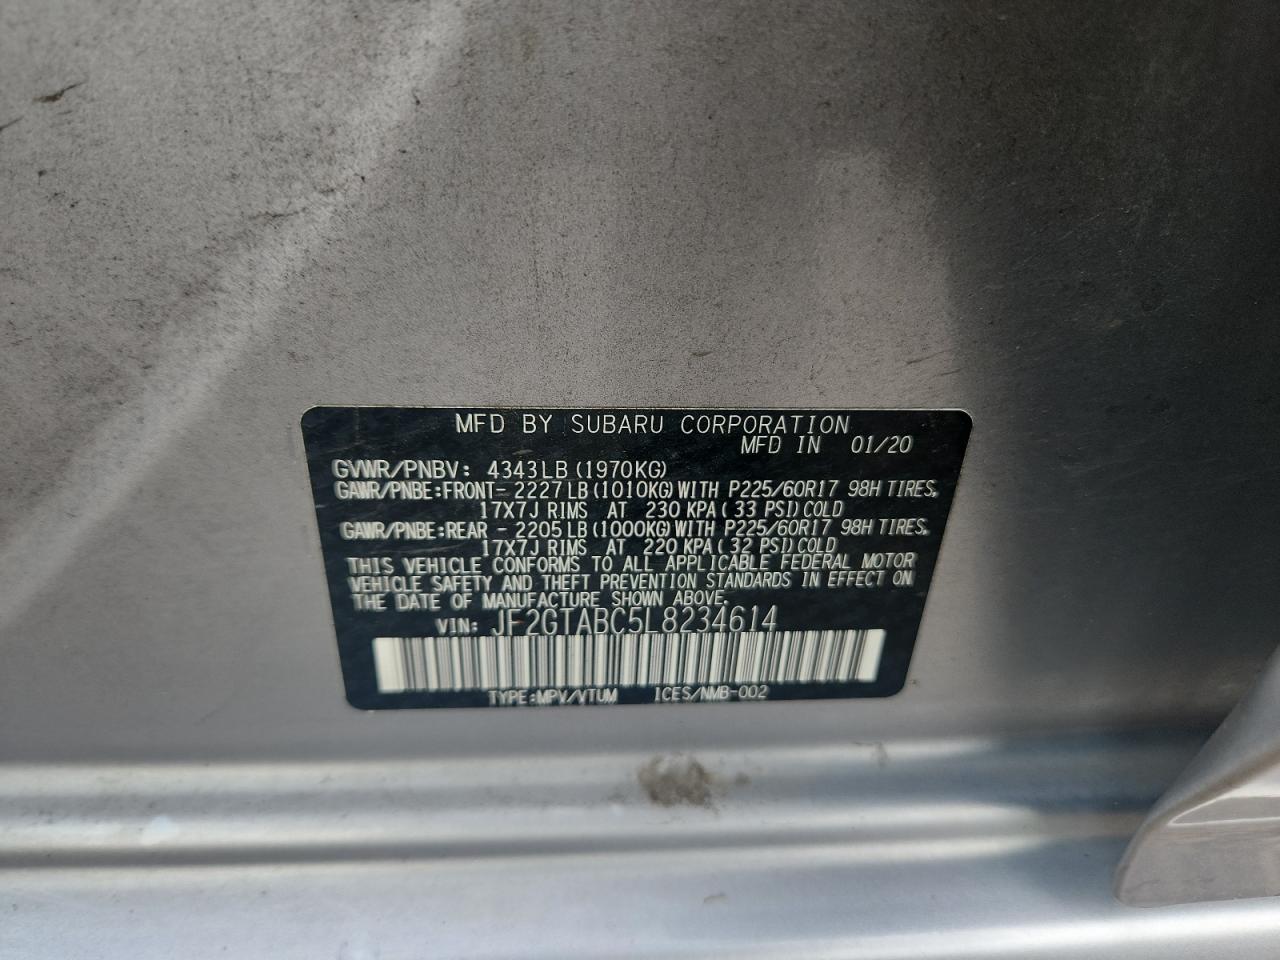 MFD BY SUBARU CORPORATION
MFD IN 01/20
GVWR/PNBV: 4343LB (1970KG)
GAWR/PNBE:FRONT- 2227LB (1010KG) WITH P225/60R17 98H TIRES,
17X7J RIMS AT 230 KPA ( 33 PSI) COLD
GAWR/PNBE:REAR - 2205LB (1000KG) WITH P225/60R17 98H TIRES,
17X7J RIMS AT 220 KPA ( 32 PSI) COLD
THIS VEHICLE CONFORMS TO ALL APPLICABLE FEDERAL MOTOR
VEHICLE SAFETY AND THEFT PREVENTION STANDARDS IN EFFECT ON
THE DATE OF MANUFACTURE SHOWN ABOVE.
VIN: JF2GTABC5L8234614
TYPE:MPV/VTUM ICES/NMB-002